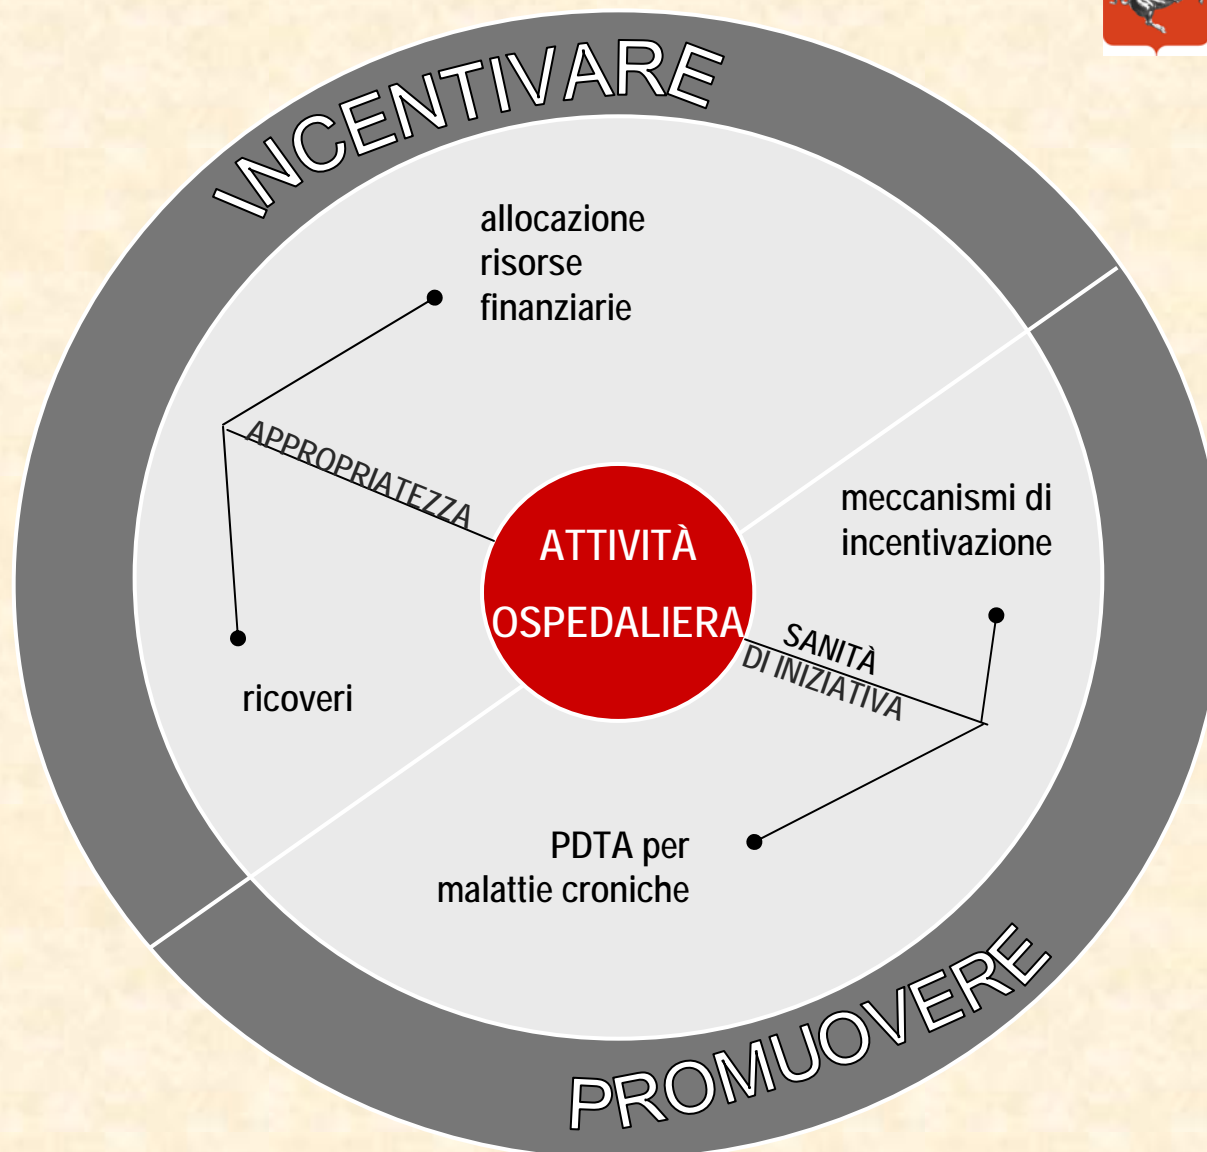 INCENTIVARE
allocazione
risorse
finanziarie
APPROPRIATEZZA
ricoveri
ATTIVITÀ
OSPEDALIERA
meccanismi di
incentivazione
SANITÀ
DI INIZIATIVA
PDTA per
malattie croniche
PROMUOVERE